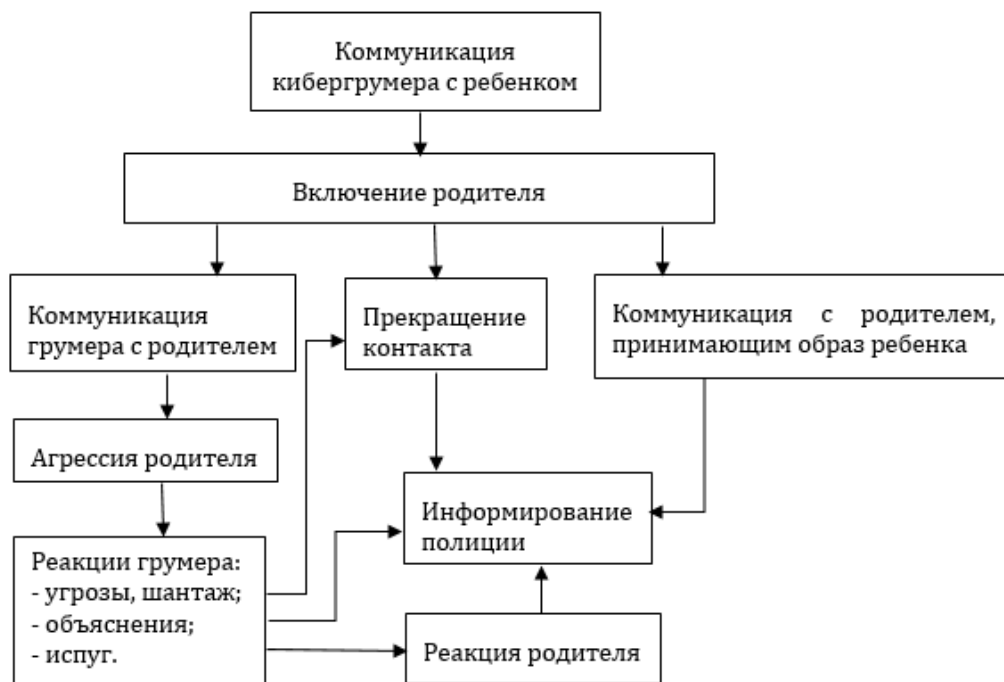 Коммуникация
кибергрумера с ребенком
Включение родителя
Коммуникация
грумера с родителем
Прекращение
контакта
Коммуникация с родителем,
принимающим образ ребенка
Агрессия родителя
Информирование
полиции
Реакции грумера:
- угрозы, шантаж;
- объяснения;
- испуг.
Реакция родителя